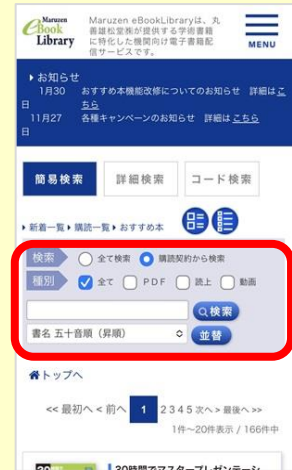 Maruzen
eBook
Library
Maruzen eBookLibraryは、丸
善雄松堂㈱が提供する学術書籍
に特化した機関向け電子書籍配
信サービスです。
MENU
お知らせ
1月30日 おすすめ本機能改修についてのお知らせ 詳細はこちら
11月27日 各種キャンペーンのお知らせ 詳細はこちら
簡易検索 詳細検索 コード検索
新着一覧 購読一覧 おすすめ本
検索 全て検索 購読契約から検索
種別 全て PDF 読上 動画
検索
書名 五十音順（昇順） 並替
トップへ
<< 最初へ < 前へ 1 2 3 4 5 次へ > 最後へ >>
1件～20件表示 / 166件中
30時間でマスタープレゼンテーシ